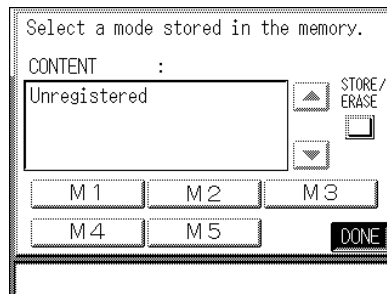 Select a mode stored in the memory.
CONTENT :
STORE/
ERASE
Unregistered
M1 M2 M3
M4 M5 DONE